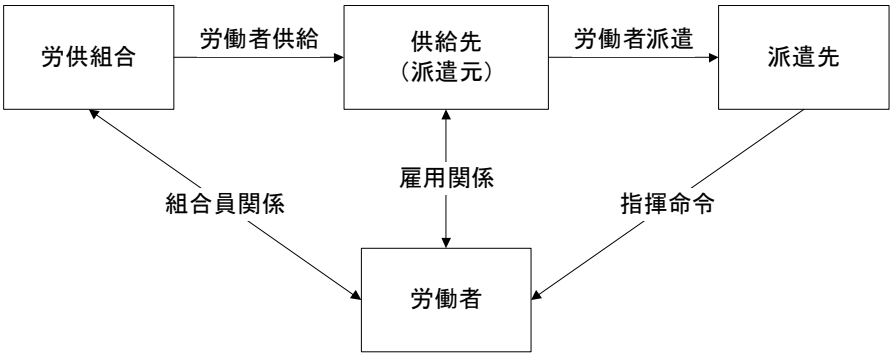 労供組合
労働者供給
供給先
（派遣元）
労働者派遣
派遣先
組合員関係
雇用関係
指揮命令
労働者